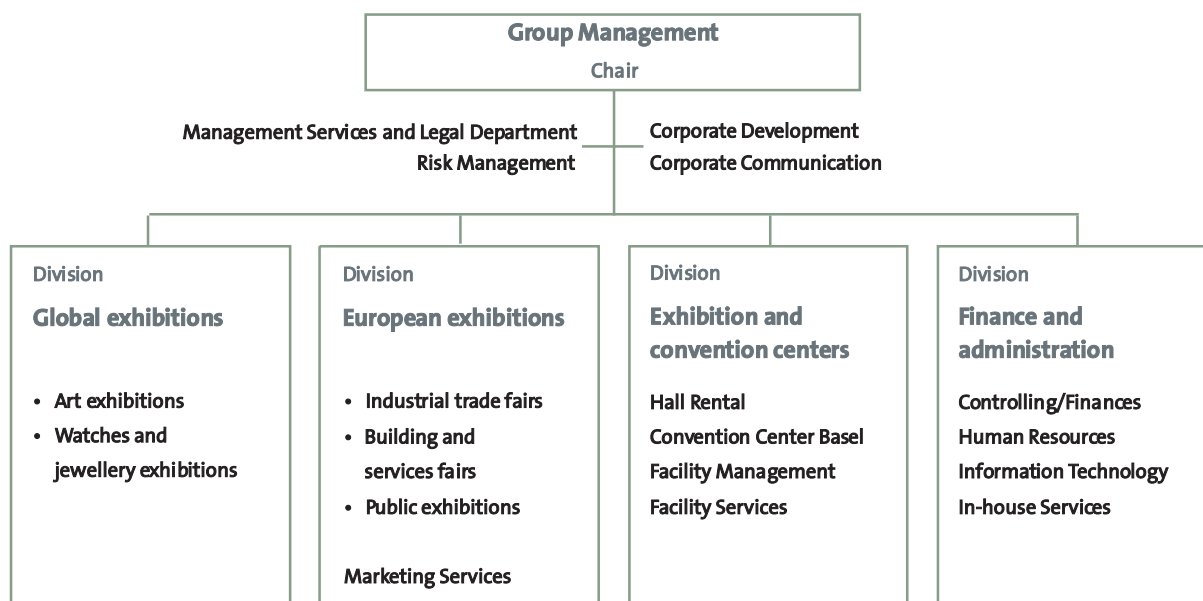 Group Management
Chair
Management Services and Legal Department
Risk Management
Corporate Development
Corporate Communication
Division
Global exhibitions
• Art exhibitions
• Watches and
jewellery exhibitions
Division
European exhibitions
• Industrial trade fairs
• Building and
services fairs
• Public exhibitions
Marketing Services
Division
Exhibition and
convention centers
Hall Rental
Convention Center Basel
Facility Management
Facility Services
Division
Finance and
administration
Controlling/Finances
Human Resources
Information Technology
In-house Services